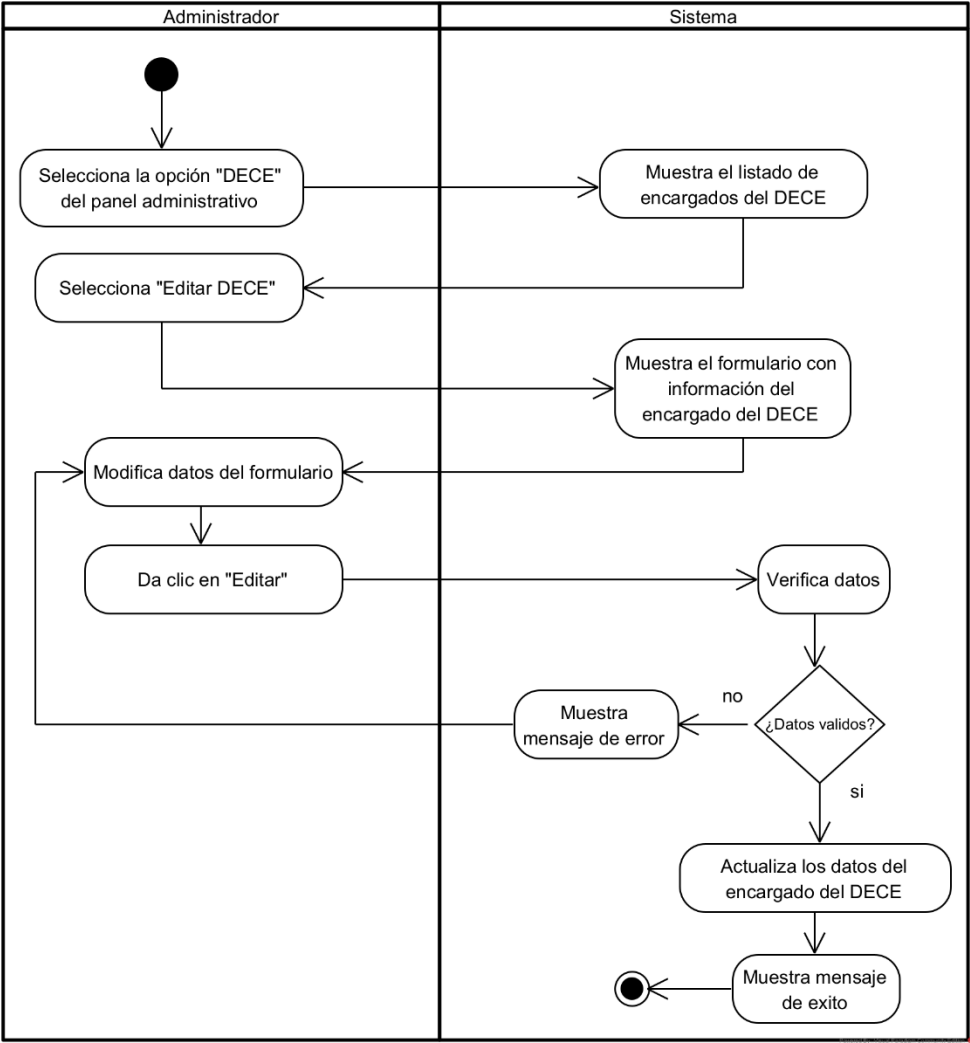 Administrador
Sistema
Selecciona la opción "DECE"
del panel administrativo
Muestra el listado de
encargados del DECE
Selecciona "Editar DECE"
Muestra el formulario con
información del
encargado del DECE
Modifica datos del formulario
Da clic en "Editar"
Verifica datos
¿Datos validos?
no
Muestra
mensaje de error
si
Actualiza los datos del
encargado del DECE
Muestra mensaje
de exito